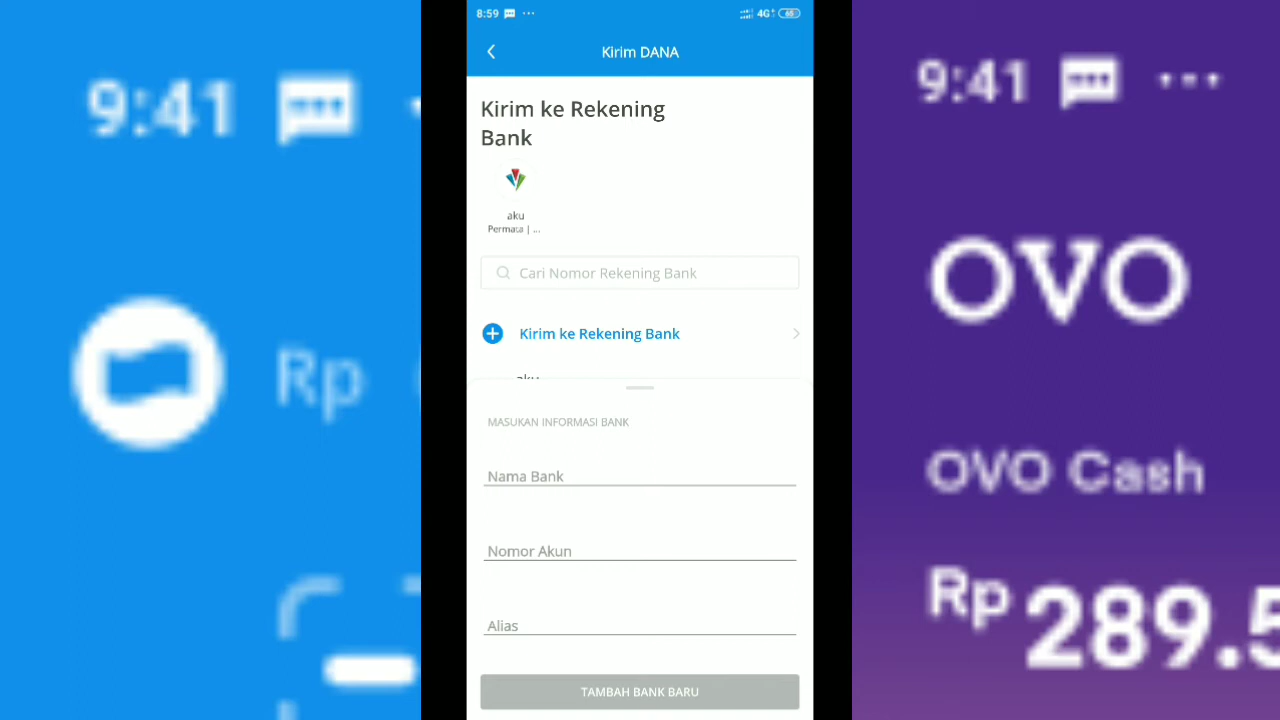 9:41
Rp
8:59
4G+ 65
Kirim DANA
Kirim ke Rekening
Bank
aku
Permata | ...
Cari Nomor Rekening Bank
Kirim ke Rekening Bank
aku
MASUKAN INFORMASI BANK
Nama Bank
Nomor Akun
Alias
TAMBAH BANK BARU
9:41
OVO
OVO Cash
Rp 289.5